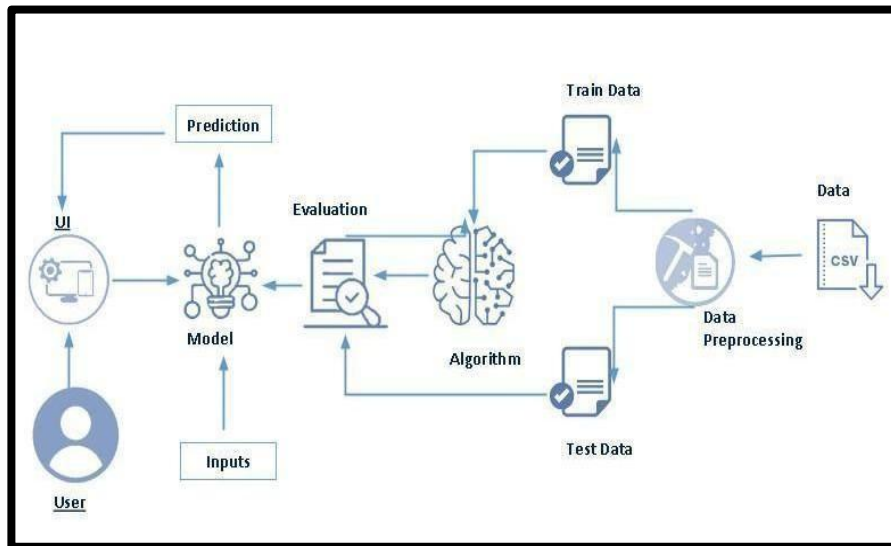 Train Data
Prediction
Data
Evaluation
UI
CSV
Model
Data
Preprocessing
Algorithm
Inputs
Test Data
User